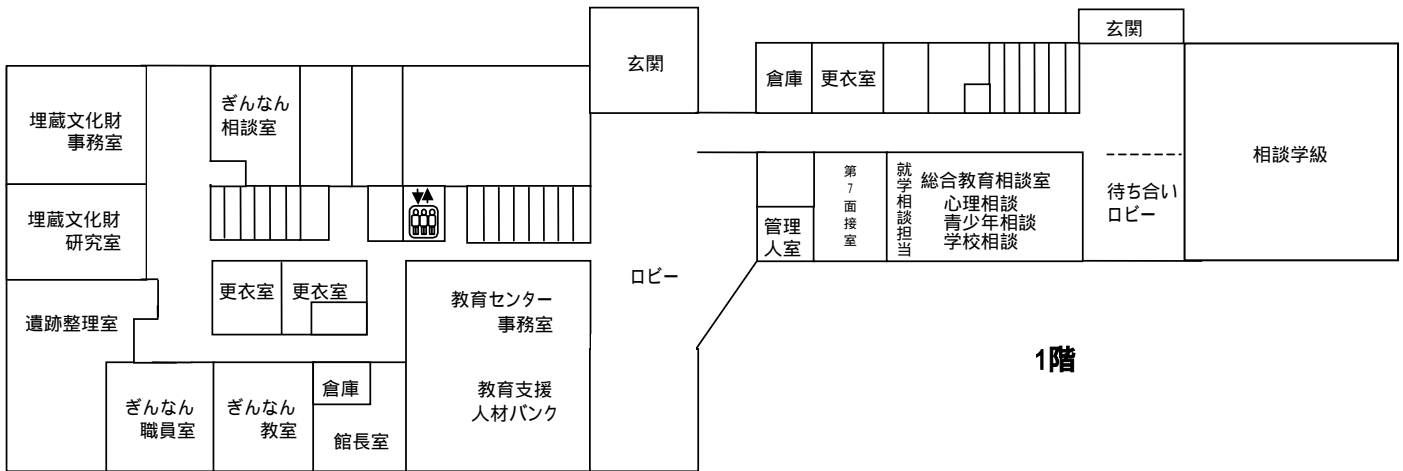 玄関
玄関
倉庫
更衣室
ぎんなん
相談室
埋蔵文化財
事務室
相談学級
第7面接室
就学相談担当
総合教育相談室
心理相談
青少年相談
学校相談
待ち合い
ロビー
埋蔵文化財
研究室
管理
人室
ロビー
更衣室
更衣室
教育センター
事務室
遺跡整理室
1階
倉庫
教育支援
人材バンク
ぎんなん
職員室
ぎんなん
教室
館長室